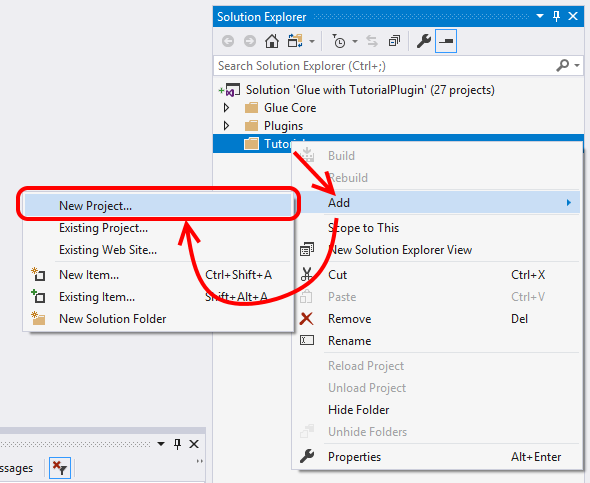 Solution Explorer
Search Solution Explorer (Ctrl+;)
Solution 'Glue with TutorialPlugin' (27 projects)
Glue Core
Plugins
Build
Rebuild
Add
Scope to This
New Solution Explorer View
Cut Ctrl+X
Paste Ctrl+V
Remove Del
Rename
Reload Project
Unload Project
Hide Folder
Unhide Folders
Properties Alt+Enter
New Project...
Existing Project...
Existing Web Site...
New Item... Ctrl+Shift+A
Existing Item... Shift+Alt+A
New Solution Folder
ssages